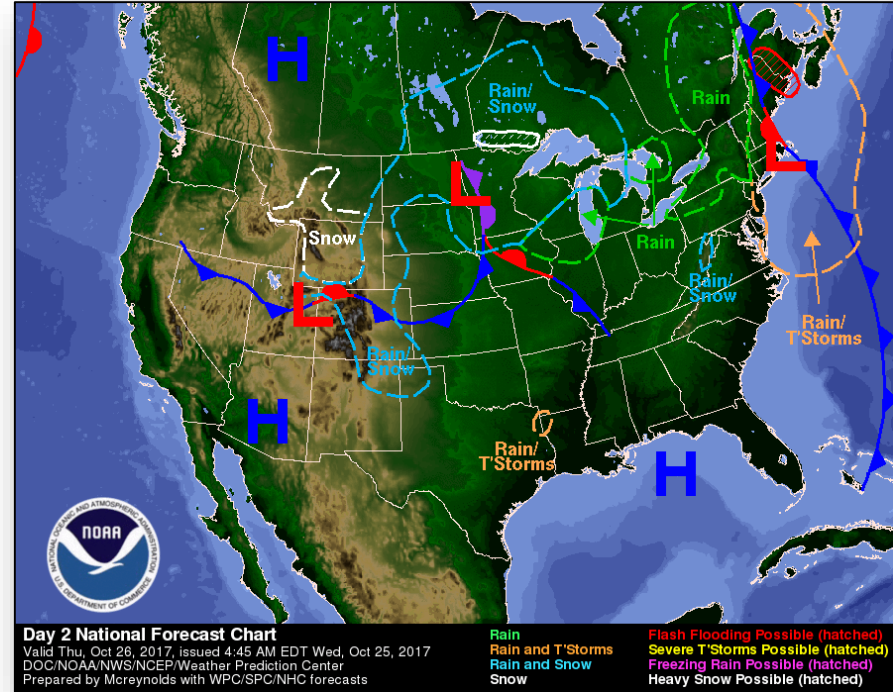 H
Rain/
Snow
Rain
L
L
Snow
Rain
Rain/
Snow
L
Rain/
T'Storms
Rain/
Snow
H
Rain/
T'Storms
H
NATIONAL OCEANIC AND ATMOSPHERIC ADMINISTRATION
NOAA
U.S. DEPARTMENT OF COMMERCE
Day 2 National Forecast Chart
Valid Thu, Oct 26, 2017, issued 4:45 AM EDT Wed, Oct 25, 2017
DOC/NOAA/NWS/NCEP/Weather Prediction Center
Prepared by Mcreynolds with WPC/SPC/NHC forecasts
Rain
Rain and T'Storms
Rain and Snow
Snow
Flash Flooding Possible (hatched)
Severe T'Storms Possible (hatched)
Freezing Rain Possible (hatched)
Heavy Snow Possible (hatched)